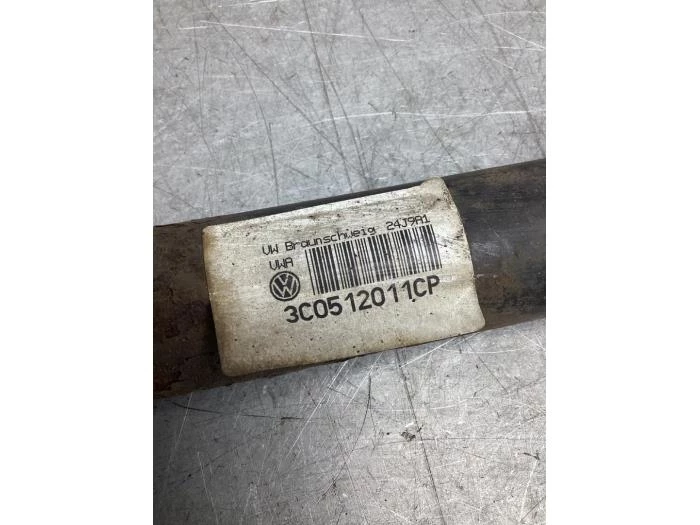 VW Braunschweig 24J9A1
VWA
3C0512011CP